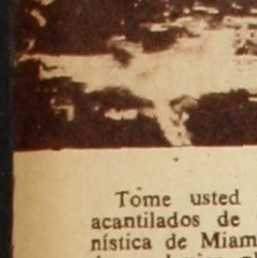 Tome usted
acantilados de
nística de Miam